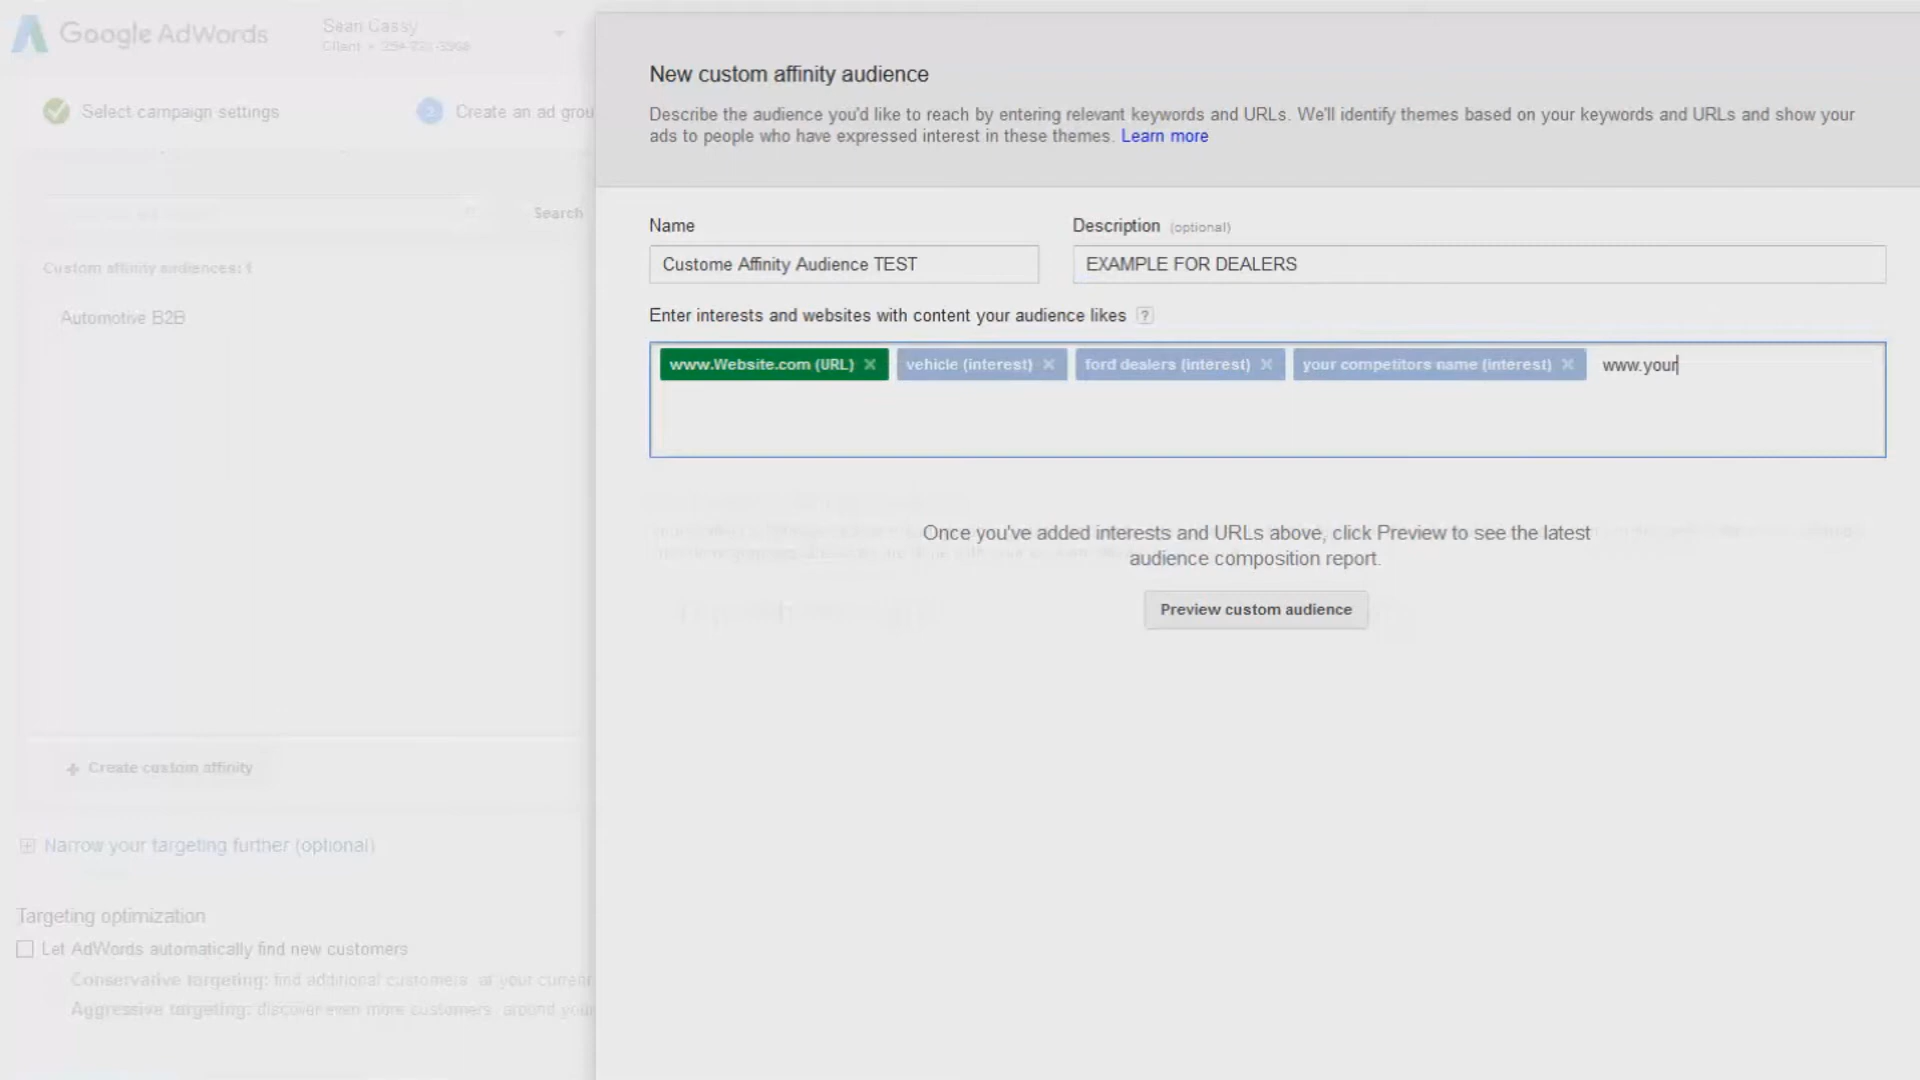 Google AdWords
Sean Cassy
Select campaign settings
2 Create an ad grou
Search
Custom affinity audiences:
Automotive B2B
+ Create custom affinity
Narrow your targeting further (optional)
Targeting optimization
Let AdWords automatically find new customers
Conservative targeting: find additional customers at your current
Aggressive targeting: discover even more customers around your
New custom affinity audience
Describe the audience you'd like to reach by entering relevant keywords and URLs. We'll identify themes based on your keywords and URLs and show your
ads to people who have expressed interest in these themes. Learn more
Name
Description (optional)
Custome Affinity Audience TEST
EXAMPLE FOR DEALERS
Enter interests and websites with content your audience likes ?
www.Website.com (URL) × vehicle (interest) × ford dealers (interest) × your competitors name (interest) × www.your
Once you've added interests and URLs above, click Preview to see the latest
audience composition report.
Preview custom audience